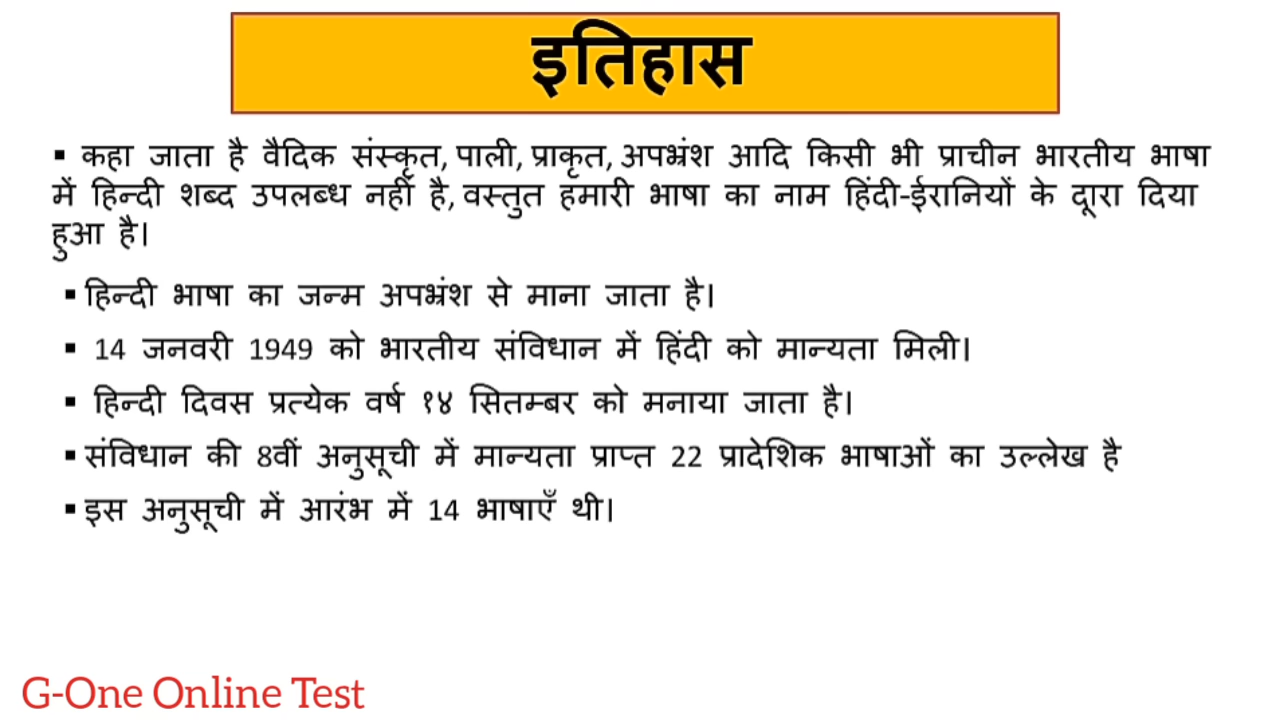 इतिहास
▪ कहा जाता है वैदिक संस्कृत, पाली, प्राकृत, अपभ्रंश आदि किसी भी प्राचीन भारतीय भाषा
में हिन्दी शब्द उपलब्ध नहीं है, वस्तुत हमारी भाषा का नाम हिंदी-ईरानियों के दूारा दिया
हुआ है।
▪ हिन्दी भाषा का जन्म अपभ्रंश से माना जाता है।
▪ 14 जनवरी 1949 को भारतीय संविधान में हिंदी को मान्यता मिली।
▪ हिन्दी दिवस प्रत्येक वर्ष १४ सितम्बर को मनाया जाता है।
▪ संविधान की 8वीं अनुसूची में मान्यता प्राप्त 22 प्रादेशिक भाषाओं का उल्लेख है
▪ इस अनुसूची में आरंभ में 14 भाषाएँ थी।
G-One Online Test